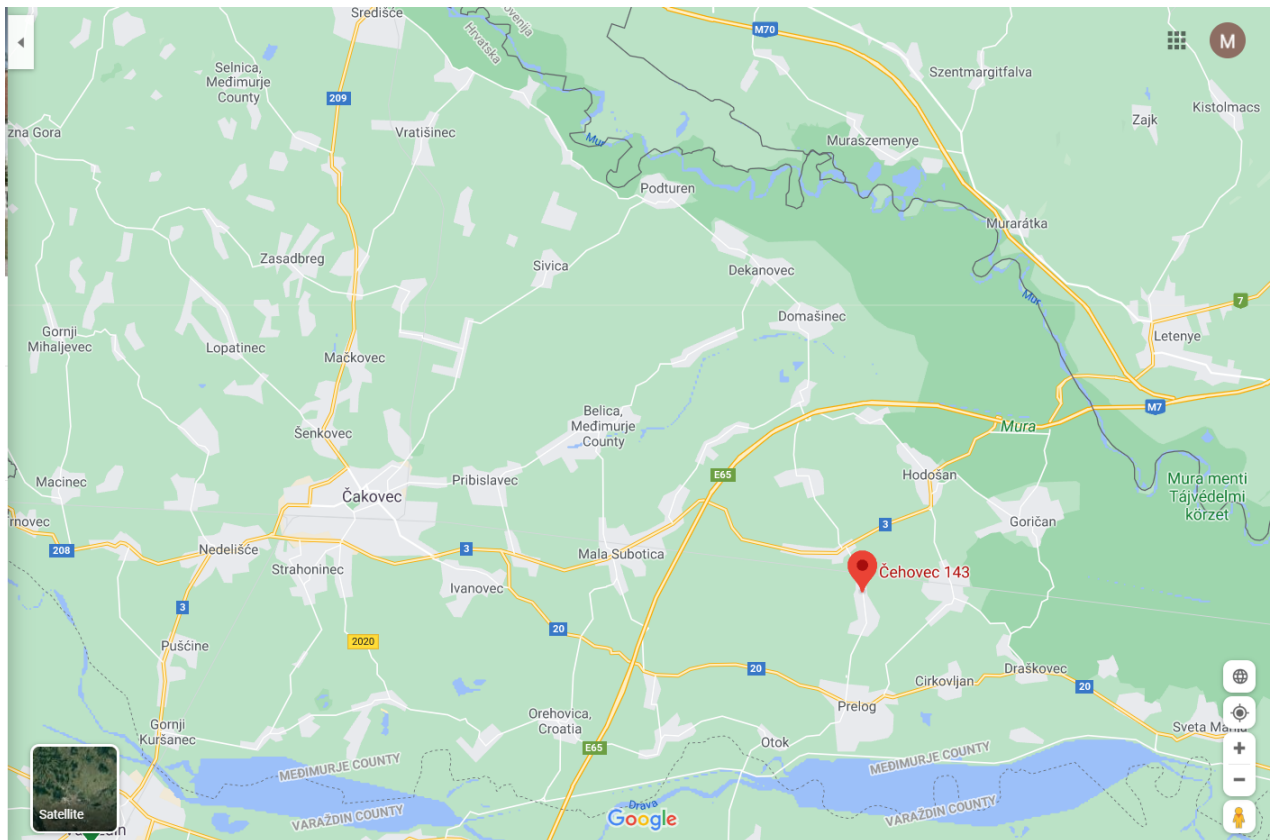 Središće
ovenija
Hrvatska
M70
M
Selnica,
Međimurje
County
Szentmargitfalva
209
Kistolmacs
Zajk
zna Gora
Vratišinec
Mur
Muraszemenye
Podturen
Murarátka
Zasadbreg
Sivica
Dekanovec
Mur
7
Domašinec
Gornji
Mihaljevec
Lopatinec
Mačkovec
Letenye
Belica,
Međimurje
County
M7
Šenkovec
Mura
Macinec
Čakovec
Pribislavec
E65
Hodošan
Mura menti
Tájvédelmi
körzet
rnovec
208
Nedelišće
3
Mala Subotica
3
Goričan
Strahoninec
Ivanovec
Čehovec 143
3
20
Pušćine
2020
20
Cirkovljan
Draškovec
20
Prelog
Orehovica,
Croatia
Gornji
Kuršanec
Otok
Sveta Marija
E65
MEĐIMURJE COUNTY
MEĐIMURJE COUNTY
Drava
Google
VARAŽDIN COUNTY
VARAŽDIN COUNTY
Satellite